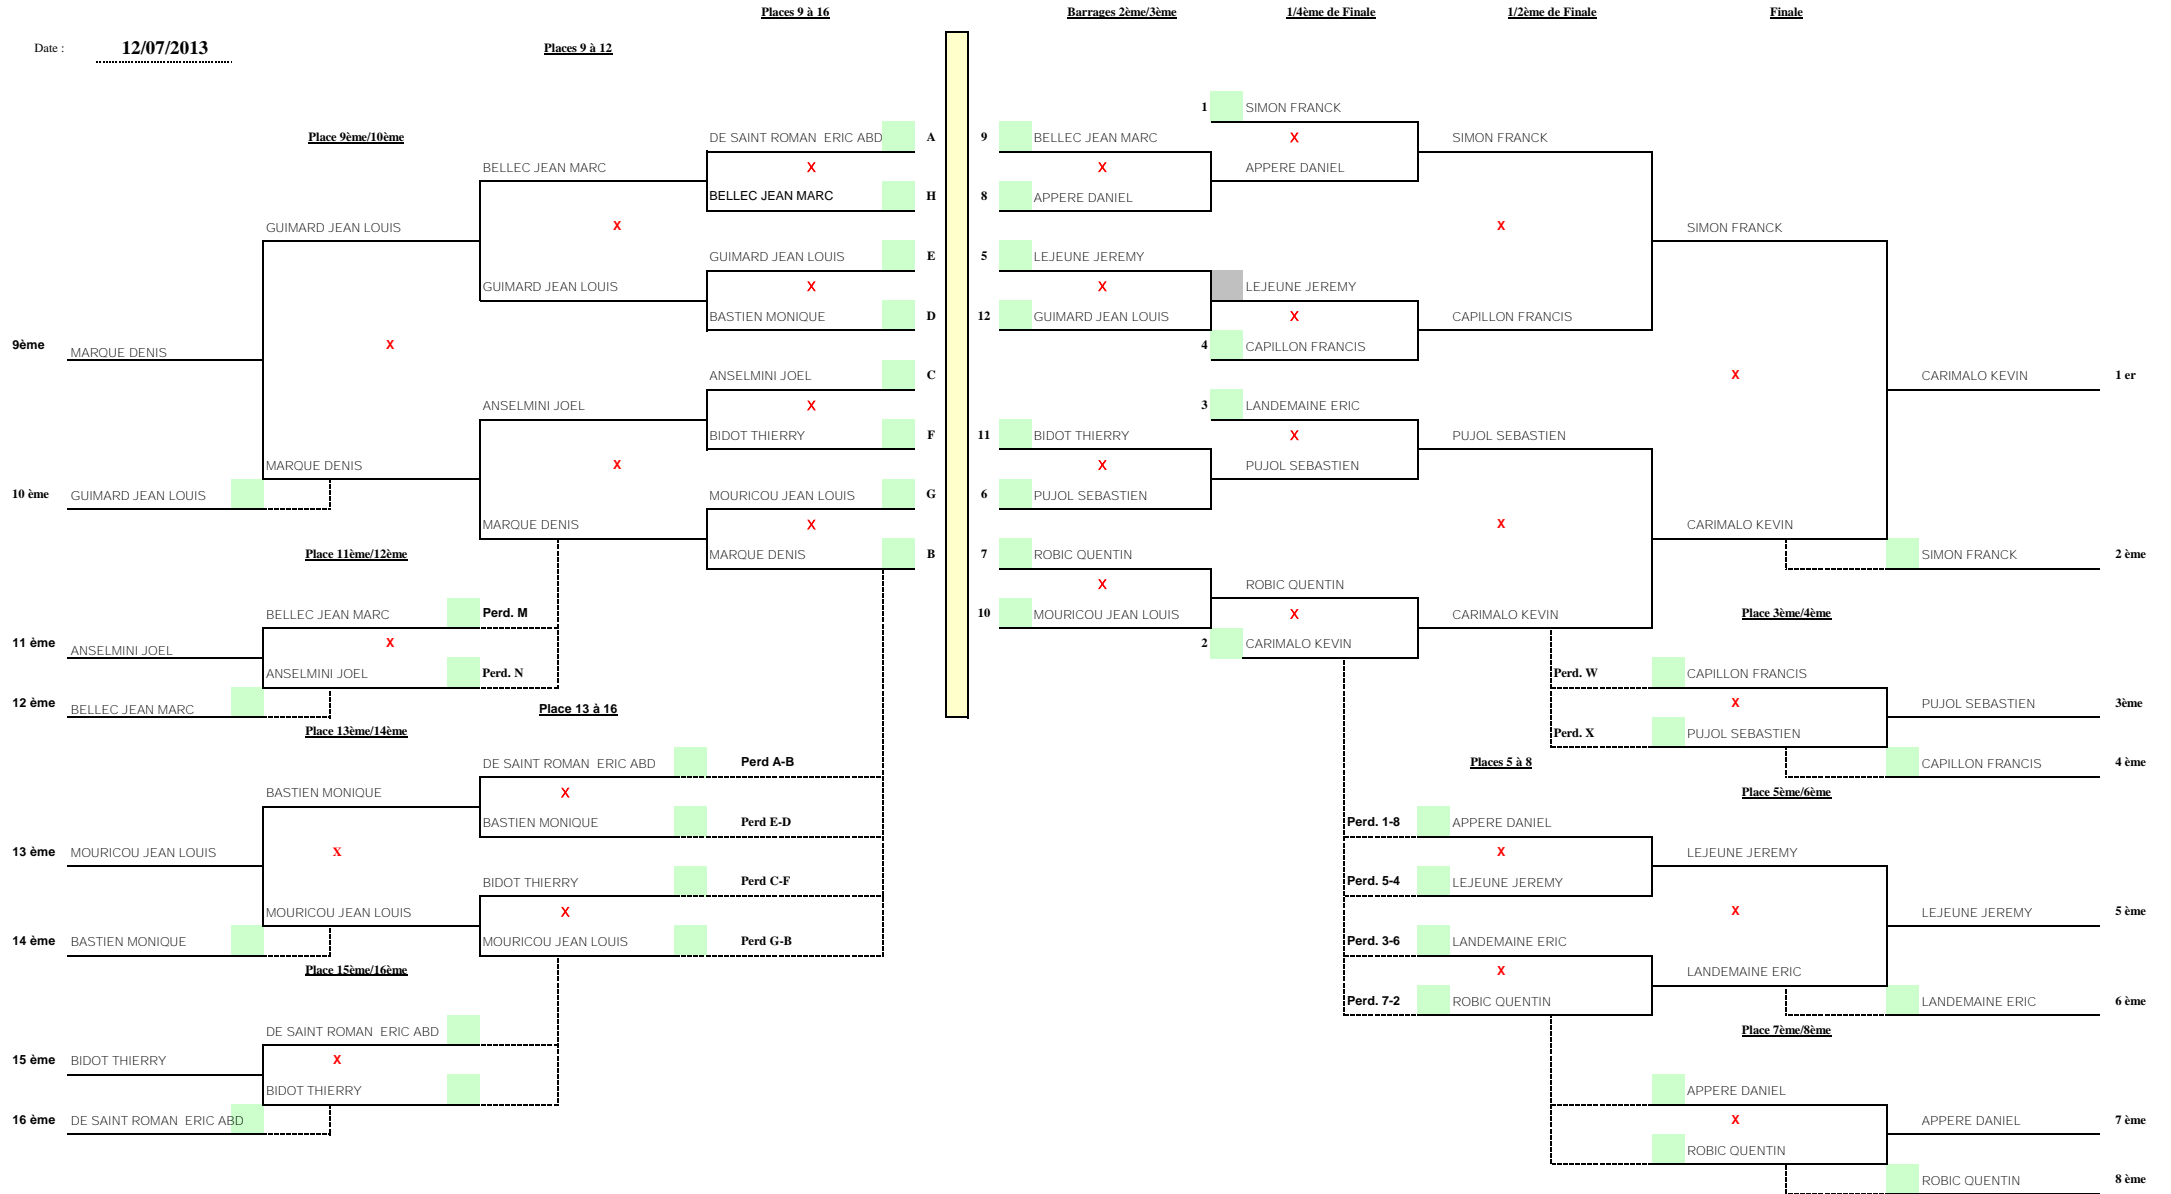 Places 9 à 16 Barrages 2ème/3ème 1/4ème de Finale 1/2ème de Finale Finale
Date : 12/07/2013 Places 9 à 12
1 SIMON FRANCK
Place 9ème/10ème DE SAINT ROMAN ERIC ABD A 9 BELLEC JEAN MARC X SIMON FRANCK
BELLEC JEAN MARC X X APPERE DANIEL
BELLEC JEAN MARC H 8 APPERE DANIEL
GUIMARD JEAN LOUIS X X SIMON FRANCK
GUIMARD JEAN LOUIS E 5 LEJEUNE JEREMY
GUIMARD JEAN LOUIS X X LEJEUNE JEREMY
BASTIEN MONIQUE D 12 GUIMARD JEAN LOUIS X CAPILLON FRANCIS
9ème MARQUE DENIS X 4 CAPILLON FRANCIS
ANSELMINI JOEL C X CARIMALO KEVIN 1 er
ANSELMINI JOEL X 3 LANDEMAINE ERIC
BIDOT THIERRY F 11 BIDOT THIERRY X PUJOL SEBASTIEN
MARQUE DENIS X X PUJOL SEBASTIEN
10 ème GUIMARD JEAN LOUIS MOURICOU JEAN LOUIS G 6 PUJOL SEBASTIEN
MARQUE DENIS X X CARIMALO KEVIN
Place 11ème/12ème MARQUE DENIS B 7 ROBIC QUENTIN SIMON FRANCK 2 ème
X ROBIC QUENTIN
BELLEC JEAN MARC Perd. M 10 MOURICOU JEAN LOUIS X CARIMALO KEVIN Place 3ème/4ème
11 ème ANSELMINI JOEL X 2 CARIMALO KEVIN
ANSELMINI JOEL Perd. N Perd. W CAPILLON FRANCIS
12 ème BELLEC JEAN MARC Place 13 à 16 X PUJOL SEBASTIEN 3ème
Place 13ème/14ème Perd. X PUJOL SEBASTIEN
DE SAINT ROMAN ERIC ABD Perd A-B Places 5 à 8 CAPILLON FRANCIS 4 ème
BASTIEN MONIQUE X Place 5ème/6ème
BASTIEN MONIQUE Perd E-D Perd. 1-8 APPERE DANIEL
13 ème MOURICOU JEAN LOUIS X X LEJEUNE JEREMY
BIDOT THIERRY Perd C-F Perd. 5-4 LEJEUNE JEREMY
MOURICOU JEAN LOUIS X X LEJEUNE JEREMY 5 ème
14 ème BASTIEN MONIQUE MOURICOU JEAN LOUIS Perd G-B Perd. 3-6 LANDEMAINE ERIC
Place 15ème/16ème X LANDEMAINE ERIC
Perd. 7-2 ROBIC QUENTIN LANDEMAINE ERIC 6 ème
DE SAINT ROMAN ERIC ABD Place 7ème/8ème
15 ème BIDOT THIERRY X
BIDOT THIERRY APPERE DANIEL
16 ème DE SAINT ROMAN ERIC ABD X APPERE DANIEL 7 ème
ROBIC QUENTIN
ROBIC QUENTIN 8 ème